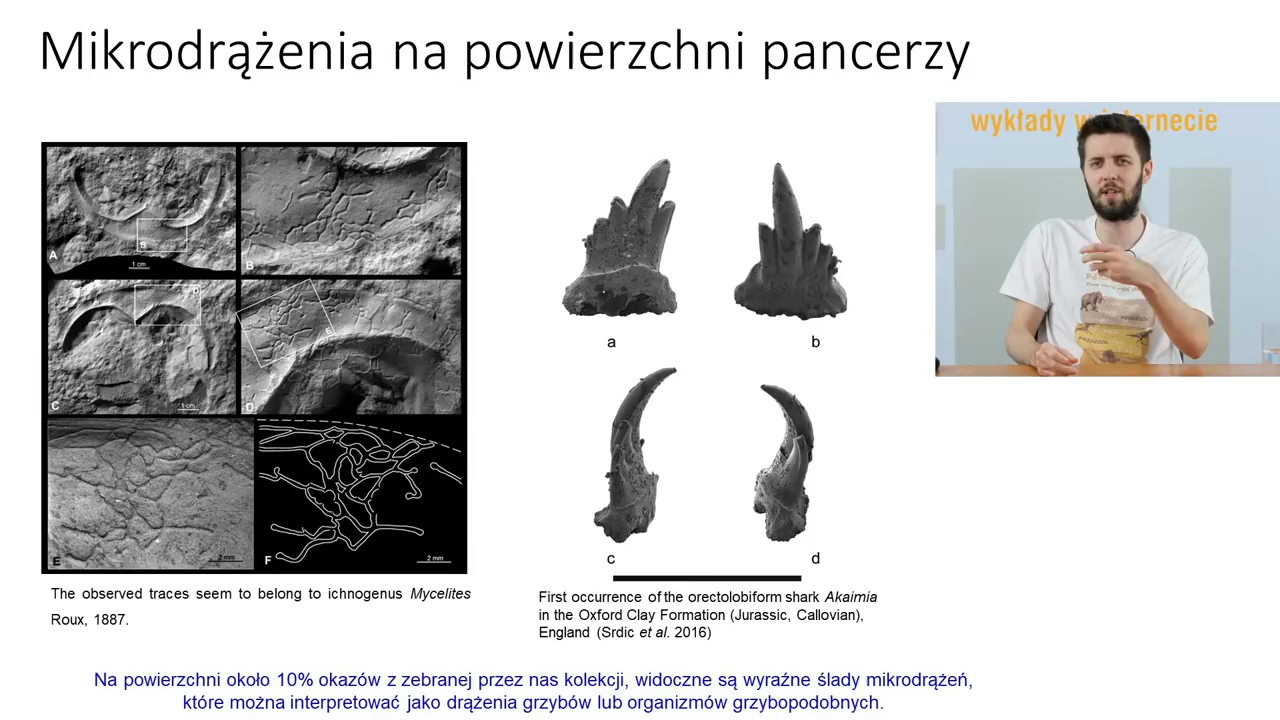 Mikrodrążenia na powierzchni pancerzy
wykłady w
ternecie
A
B
1 cm
B
C
D
1 cm
E
D
E
2 mm
F
2 mm
a
b
c
d
The observed traces seem to belong to ichnogenus Mycelites
Roux, 1887.
First occurrence of the orectolobiform shark Akaimia
in the Oxford Clay Formation (Jurassic, Callovian),
England (Srdic et al. 2016)
Na powierzchni około 10% okazów z zebranej przez nas kolekcji, widoczne są wyraźne ślady mikrodrążeń,
które można interpretować jako drążenia grzybów lub organizmów grzybopodobnych.